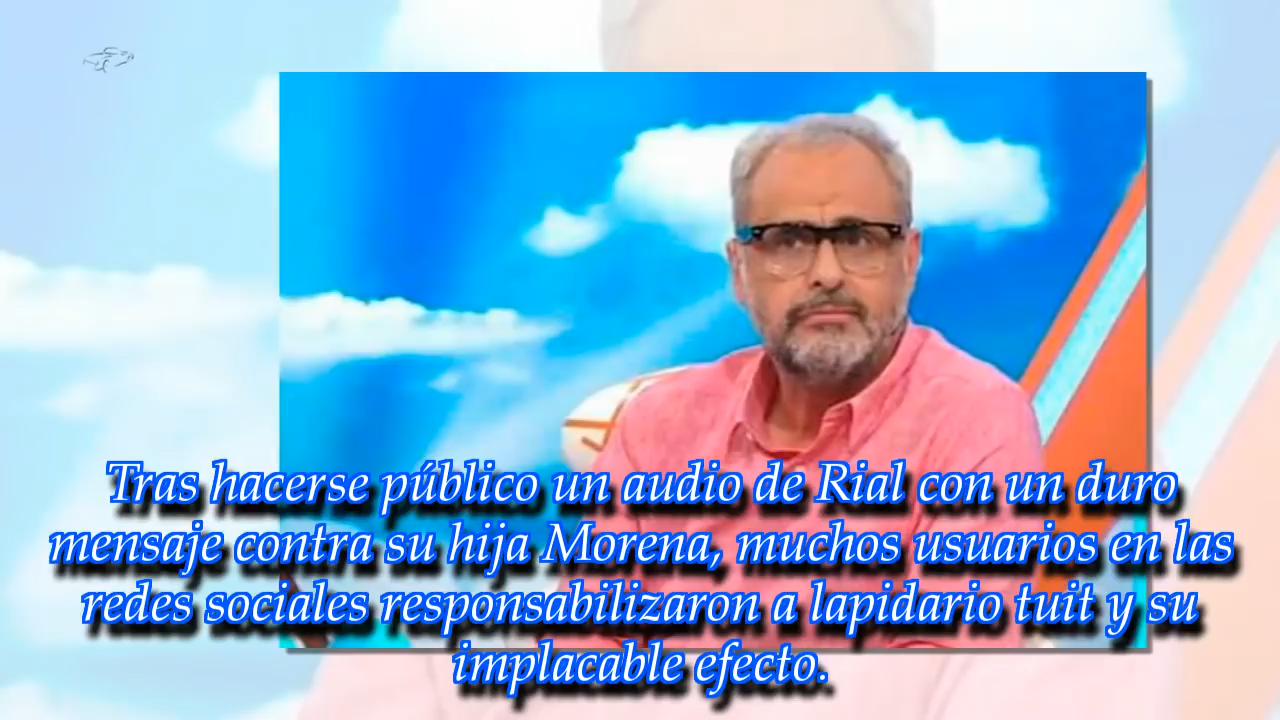 Tras hacerse público un audio de Rial con un duro
mensaje contra su hija Morena, muchos usuarios en las
redes sociales responsabilizaron a lapidario tuit y su
implacable efecto.